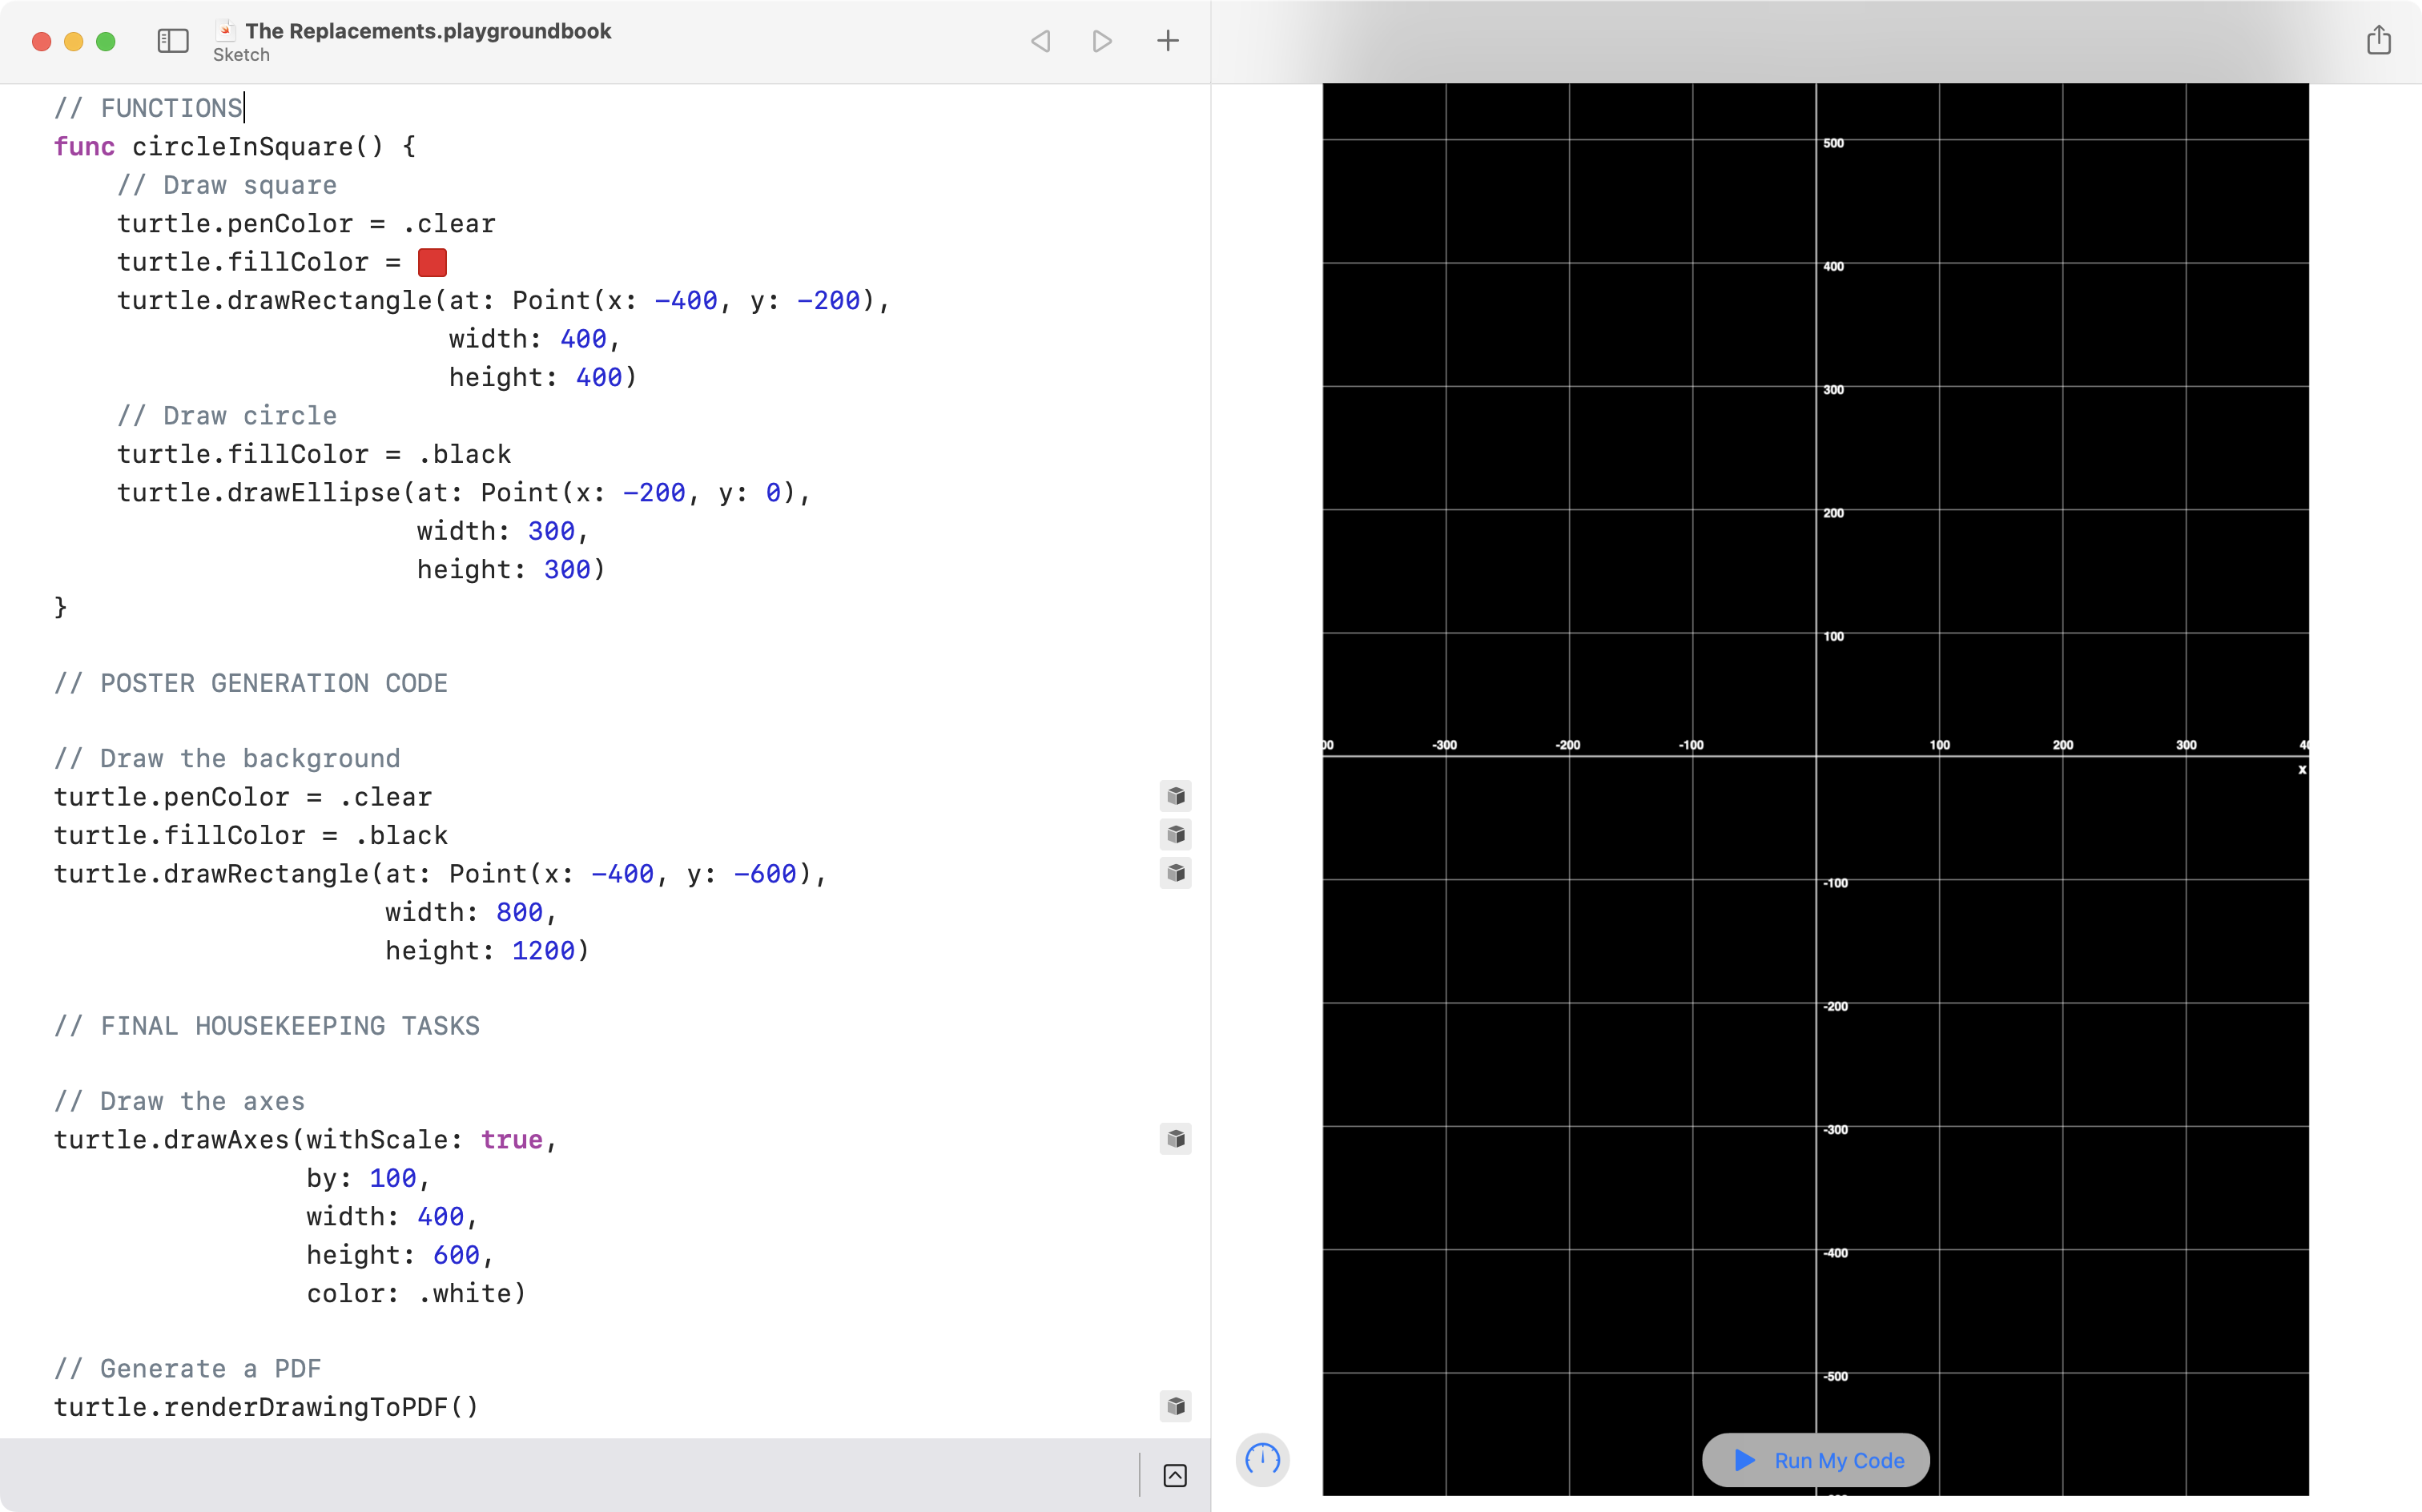 The Replacements.playgroundbook
Sketch
// FUNCTIONS
func circleInSquare() {
// Draw square
turtle.penColor = .clear
turtle.fillColor =
turtle.drawRectangle(at: Point(x: -400, y: -200),
width: 400,
height: 400)
// Draw circle
turtle.fillColor = .black
turtle.drawEllipse(at: Point(x: -200, y: 0),
width: 300,
height: 300)
}
// POSTER GENERATION CODE
// Draw the background
turtle.penColor = .clear
turtle.fillColor = .black
turtle.drawRectangle(at: Point(x: -400, y: -600),
width: 800,
height: 1200)
// FINAL HOUSEKEEPING TASKS
// Draw the axes
turtle.drawAxes(withScale: true,
by: 100,
width: 400,
height: 600,
color: .white)
// Generate a PDF
turtle.renderDrawingToPDF()
500
400
300
200
100
-300 -200 -100 100 200 300
x
-100
-200
-300
-400
-500
Run My Code